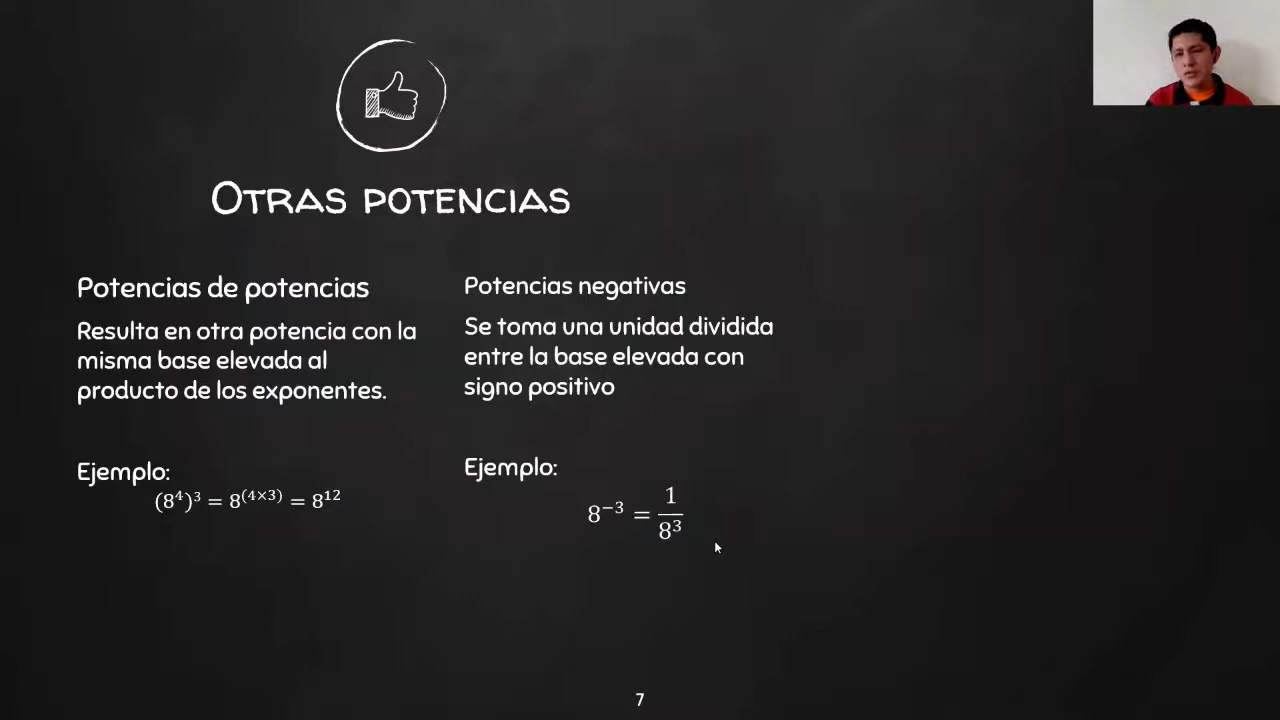 Otras potencias
Potencias de potencias
Resulta en otra potencia con la
misma base elevada al
producto de los exponentes.
Ejemplo:
(8⁴)³ = 8⁽⁴ˣ³⁾ = 8¹²
Potencias negativas
Se toma una unidad dividida
entre la base elevada con
signo positivo
Ejemplo:
8⁻³ = 1/8³
7